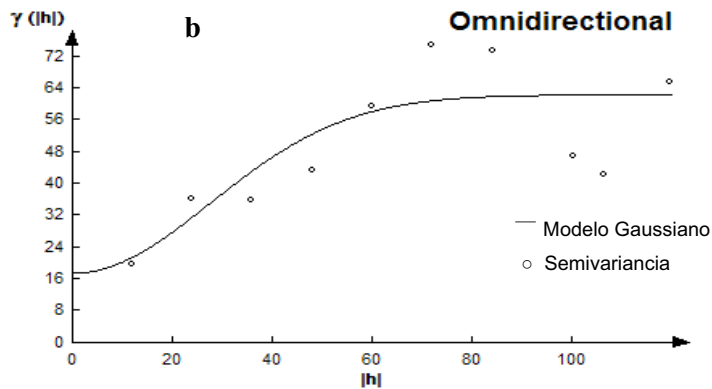 γ (|h|)
b
Omnidirectional
72
64
56
48
40
32
24
16
8
0
Modelo Gaussiano
Semivariancia
0 20 40 60 80 100
|h|